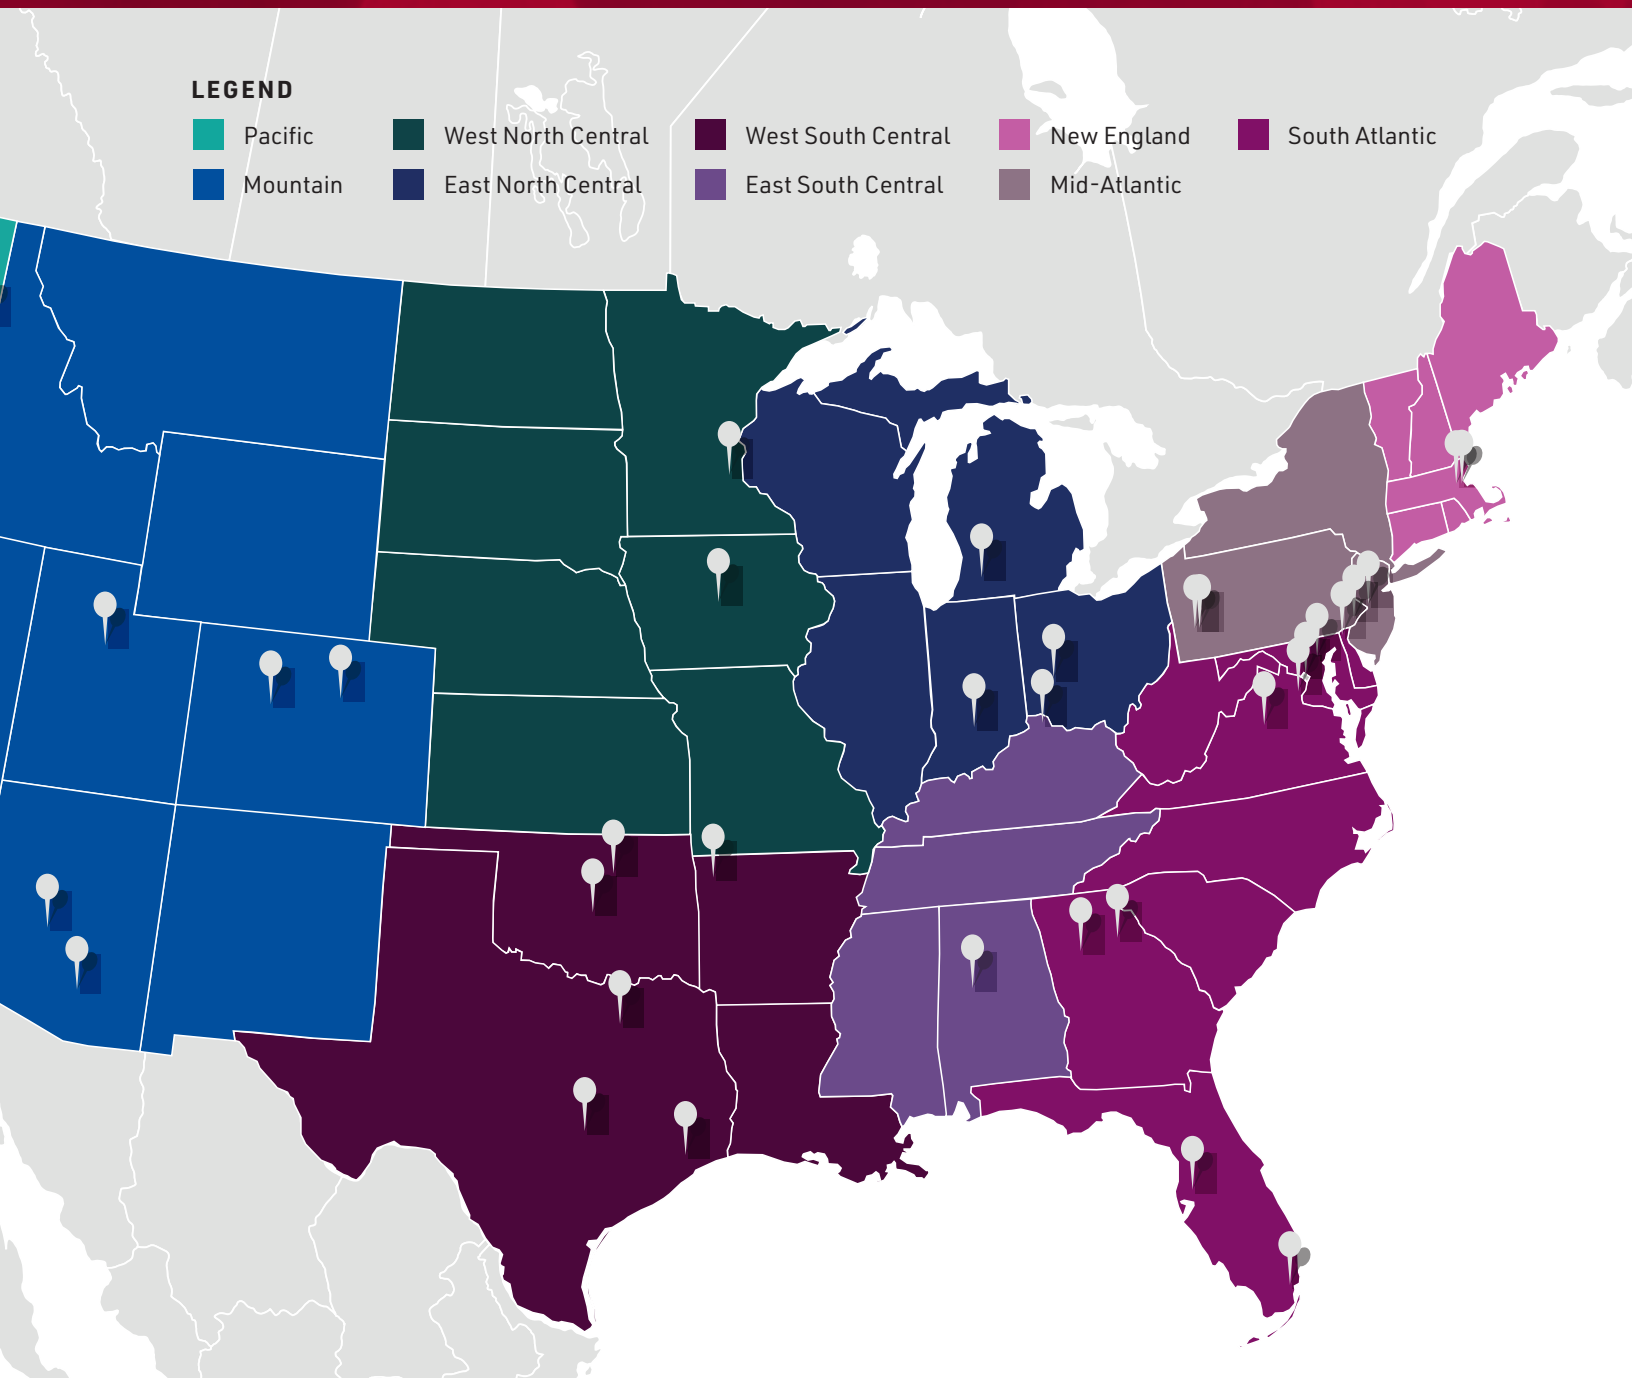 LEGEND
Pacific
West North Central
West South Central
New England
South Atlantic
Mountain
East North Central
East South Central
Mid-Atlantic